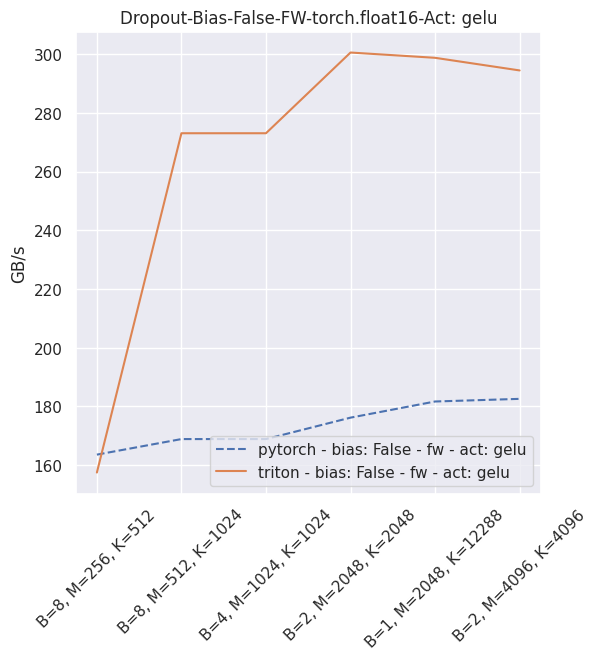 Dropout-Bias-False-FW-torch.float16-Act: gelu
GB/s
300
280
260
240
220
200
180
160
pytorch - bias: False - fw - act: gelu
triton - bias: False - fw - act: gelu
B=8, M=256, K=512
B=8, M=512, K=1024
B=4, M=1024, K=1024
B=2, M=2048, K=2048
B=1, M=2048, K=12288
B=2, M=4096, K=4096